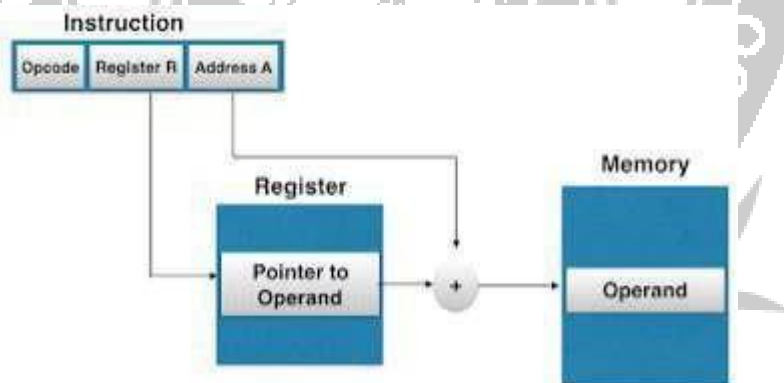 Instruction
Opcode
Register R
Address A
Register
Memory
Pointer to
Operand
+
Operand